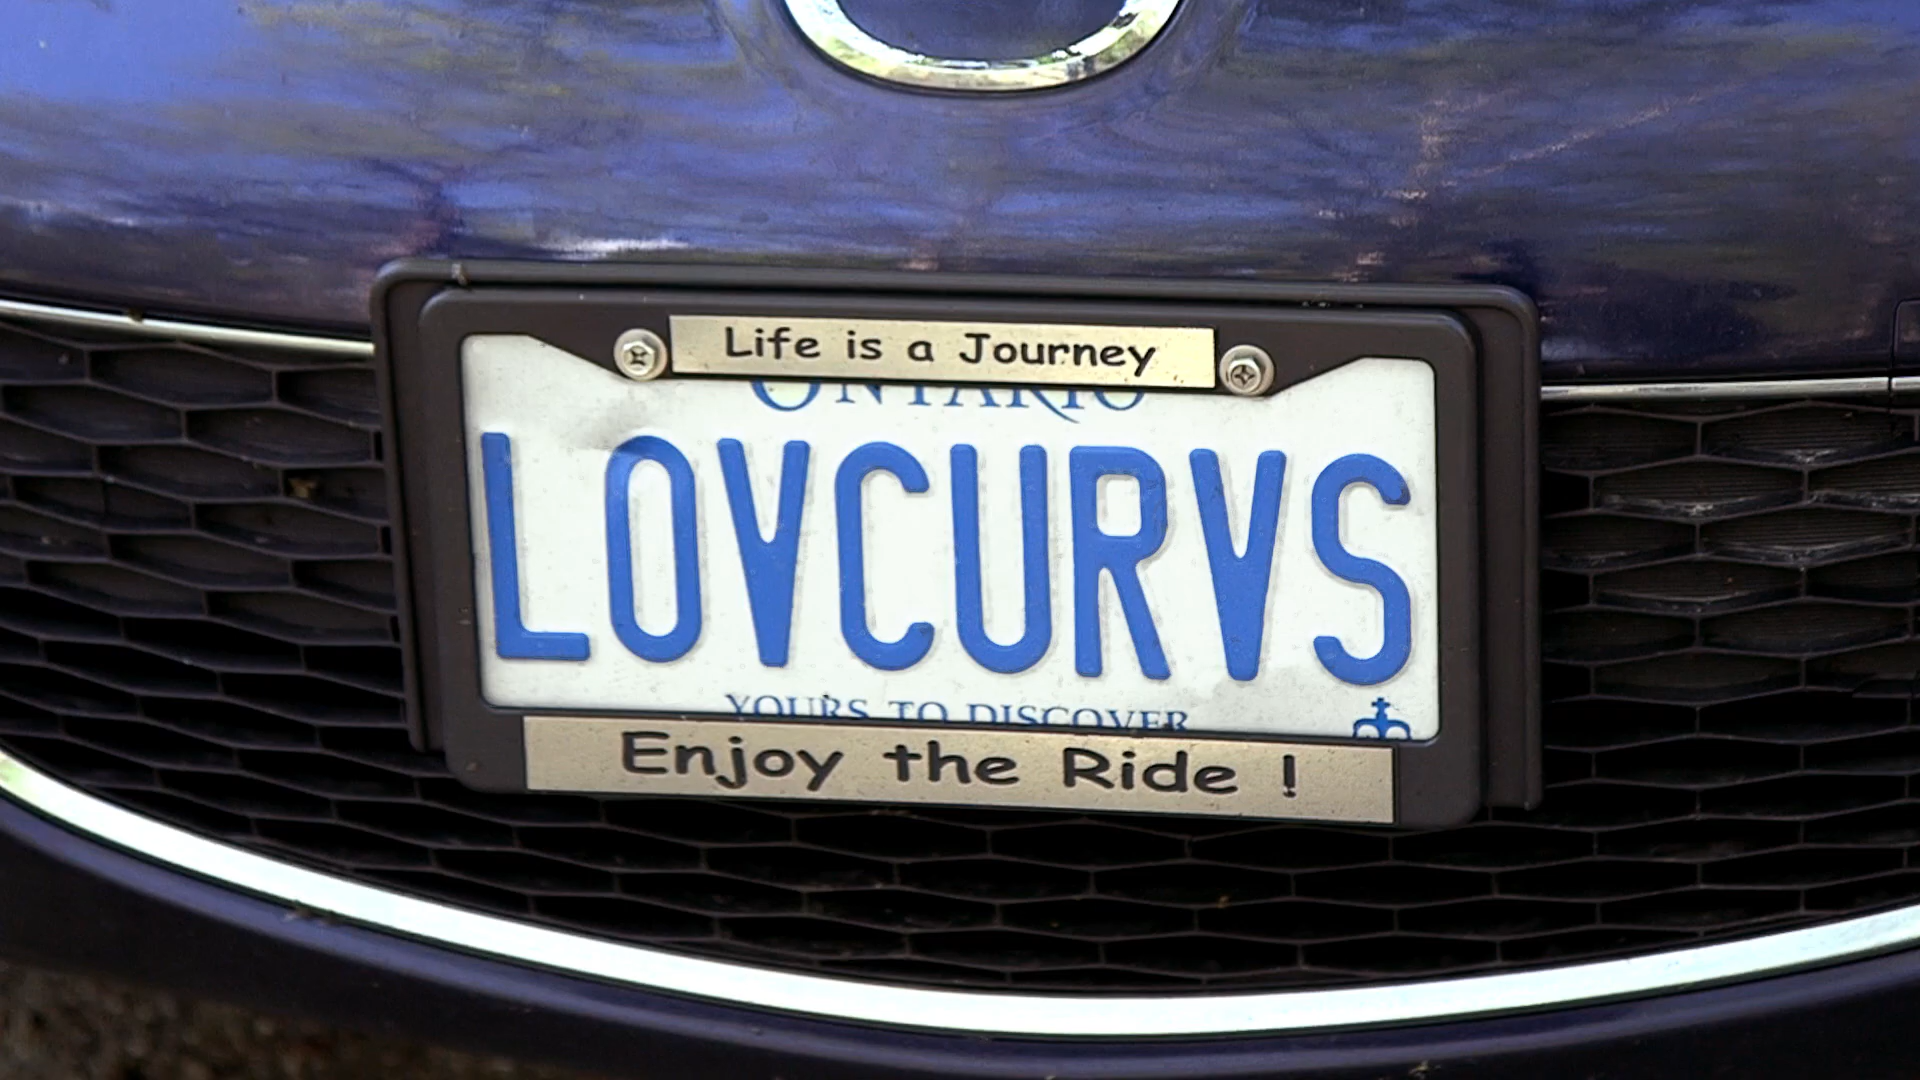 Life is a Journey
ONTARIO
LOVCURVS
YOURS TO DISCOVER
Enjoy the Ride !